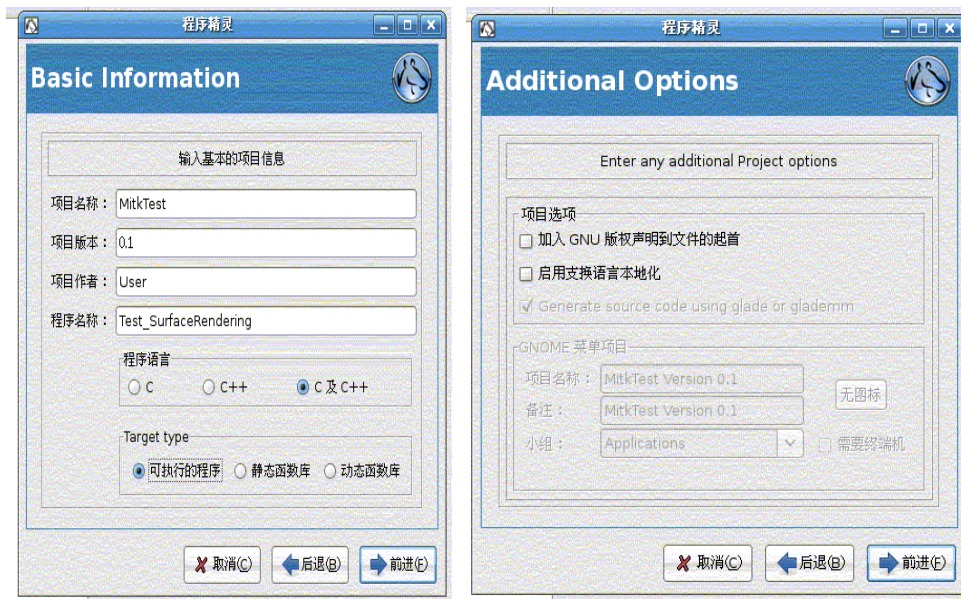 程序精灵
Basic Information
输入基本的项目信息
项目名称： MitkTest
项目版本： 0.1
项目作者： User
程序名称： Test_SurfaceRendering
程序语言
C C++ C 及 C++
Target type
可执行的程序 静态函数库 动态函数库
取消(C) 后退(B) 前进(F)
程序精灵
Additional Options
Enter any additional Project options
项目选项
加入 GNU 版权声明到文件的起首
启用支换语言本地化
Generate source code using glade or glademm
GNOME 菜单项目
项目名称： MitkTest Version 0.1
无图标
备注： MitkTest Version 0.1
小组： Applications 需要终端机
取消(C) 后退(B) 前进(F)